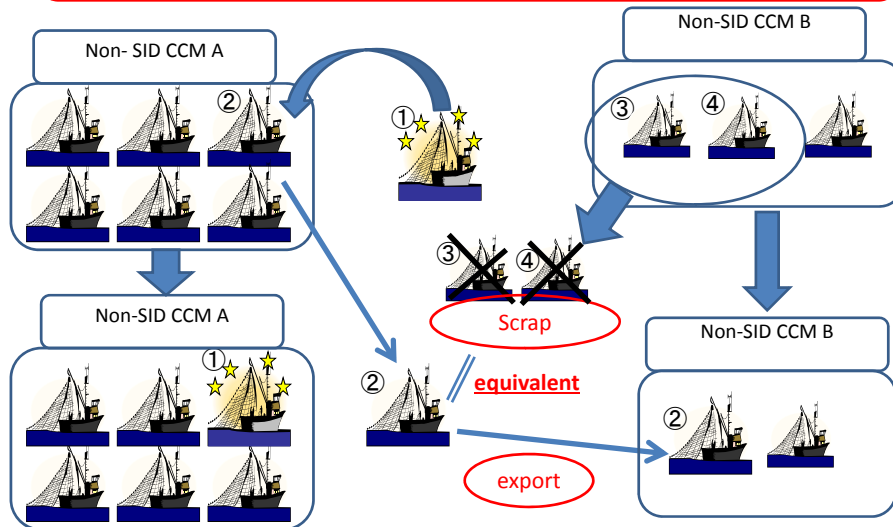 Non- SID CCM A
Non-SID CCM B
②
①
③
④
③
④
Scrap
Non-SID CCM A
Non-SID CCM B
①
②
equivalent
②
export